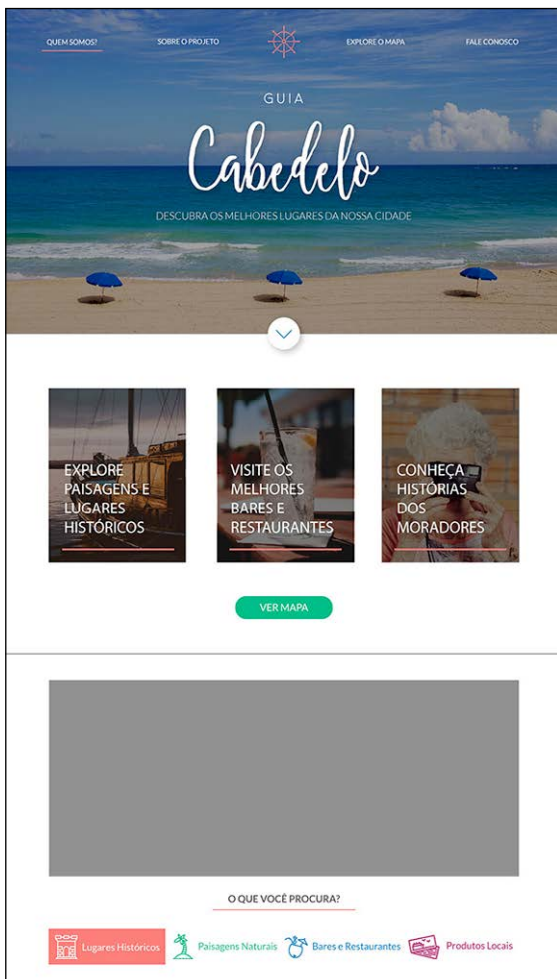 QUEM SOMOS?
SOBRE O PROJETO
EXPLORE O MAPA
FALE CONOSCO
GUIA
Cabedelo
DESCUBRA OS MELHORES LUGARES DA NOSSA CIDADE
EXPLORE
PAISAGENS E
LUGARES
HISTÓRICOS
VISITE OS
MELHORES
BARES E
RESTAURANTES
CONHEÇA
HISTÓRIAS
DOS
MORADORES
VER MAPA
O QUE VOCÊ PROCURA?
Lugares Históricos
Paisagens Naturais
Bares e Restaurantes
Produtos Locais